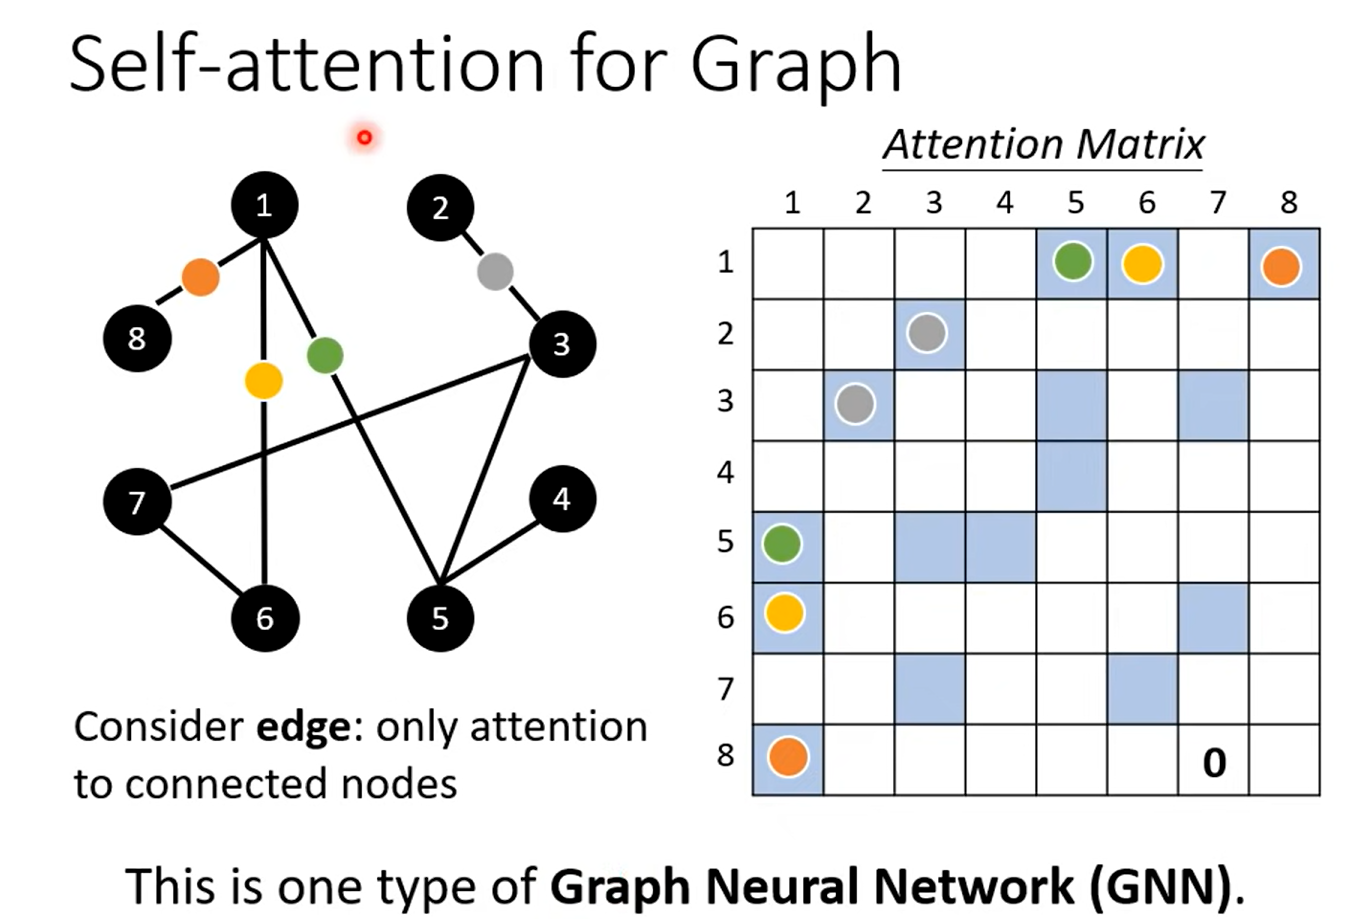 Self-attention for Graph
Attention Matrix
1 2
8 3
7 4
6 5
1 2 3 4 5 6 7 8
1
2
3
4
5
6
7
8 0
Consider edge: only attention
to connected nodes
This is one type of Graph Neural Network (GNN).